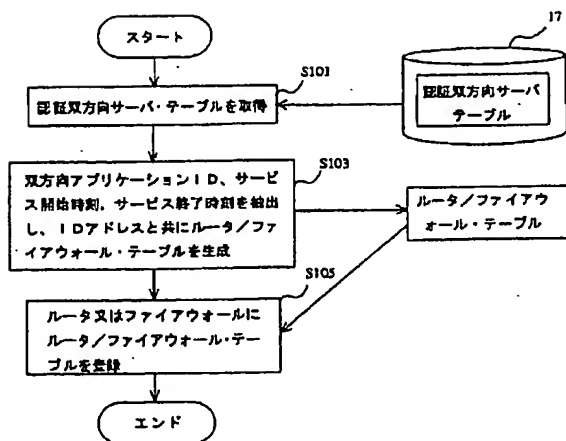 スタート
17
S101
認証双方向サーバ・テーブルを取得
認証双方向サーバ
テーブル
S103
双方向アプリケーションID、サービ
ス開始時刻、サービス終了時刻を抽出
し、IDアドレスと共にルータ/ファ
イアウォール・テーブルを生成
ルータ/ファイアウ
ォール・テーブル
S105
ルータ又はファイアウォールに
ルータ/ファイアウォール・テー
ブルを登録
エンド